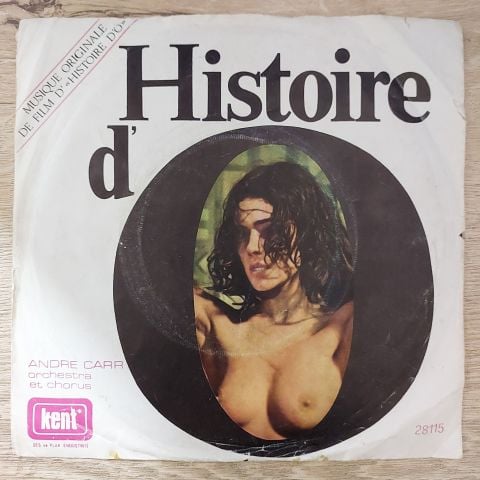 MUSIQUE ORIGINALE
DE FILM D'«HISTOIRE D'O»
Histoire
d'O
ANDRE CARR
orchestra
et chorus
kent
28115